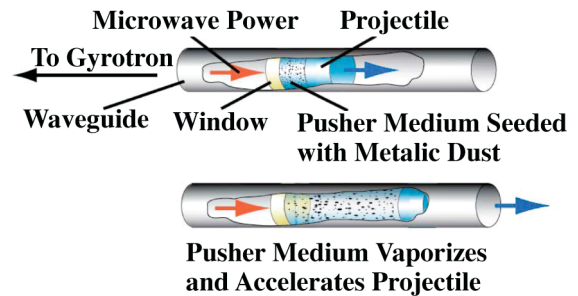 Microwave Power
Projectile
To Gyrotron
Waveguide
Window
Pusher Medium Seeded
with Metalic Dust
Pusher Medium Vaporizes
and Accelerates Projectile